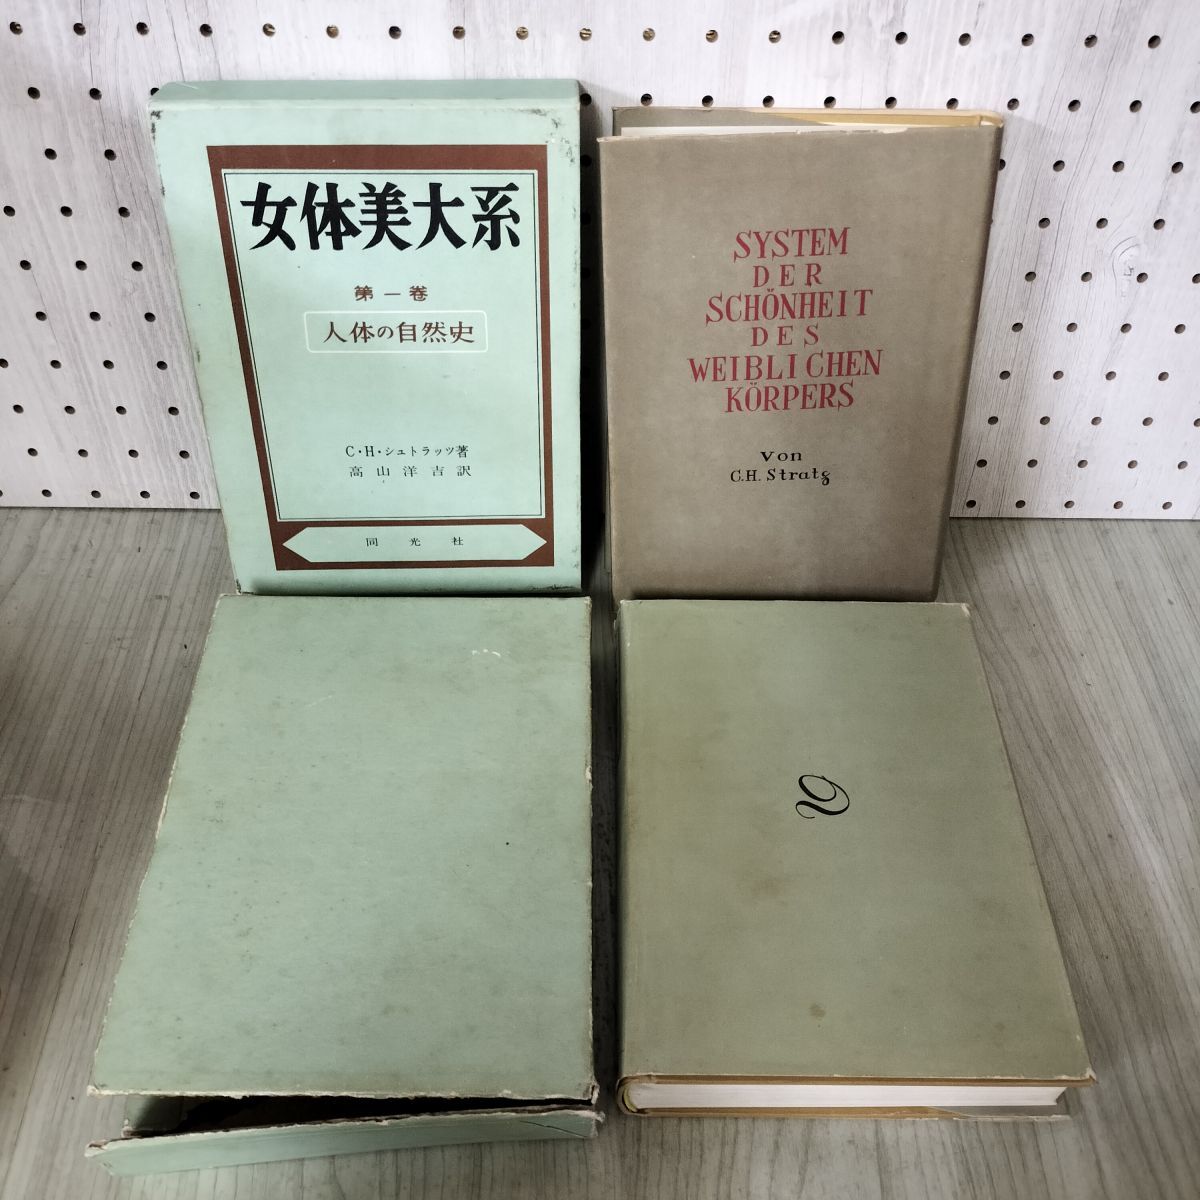 女体美大系
第一巻
人体の自然史
C・H・シュトラッツ著
高山洋吉訳
同光社
SYSTEM
DER
SCHÖNHEIT
DES
WEIBLICHEN
KÖRPERS
von
C.H. Stratz